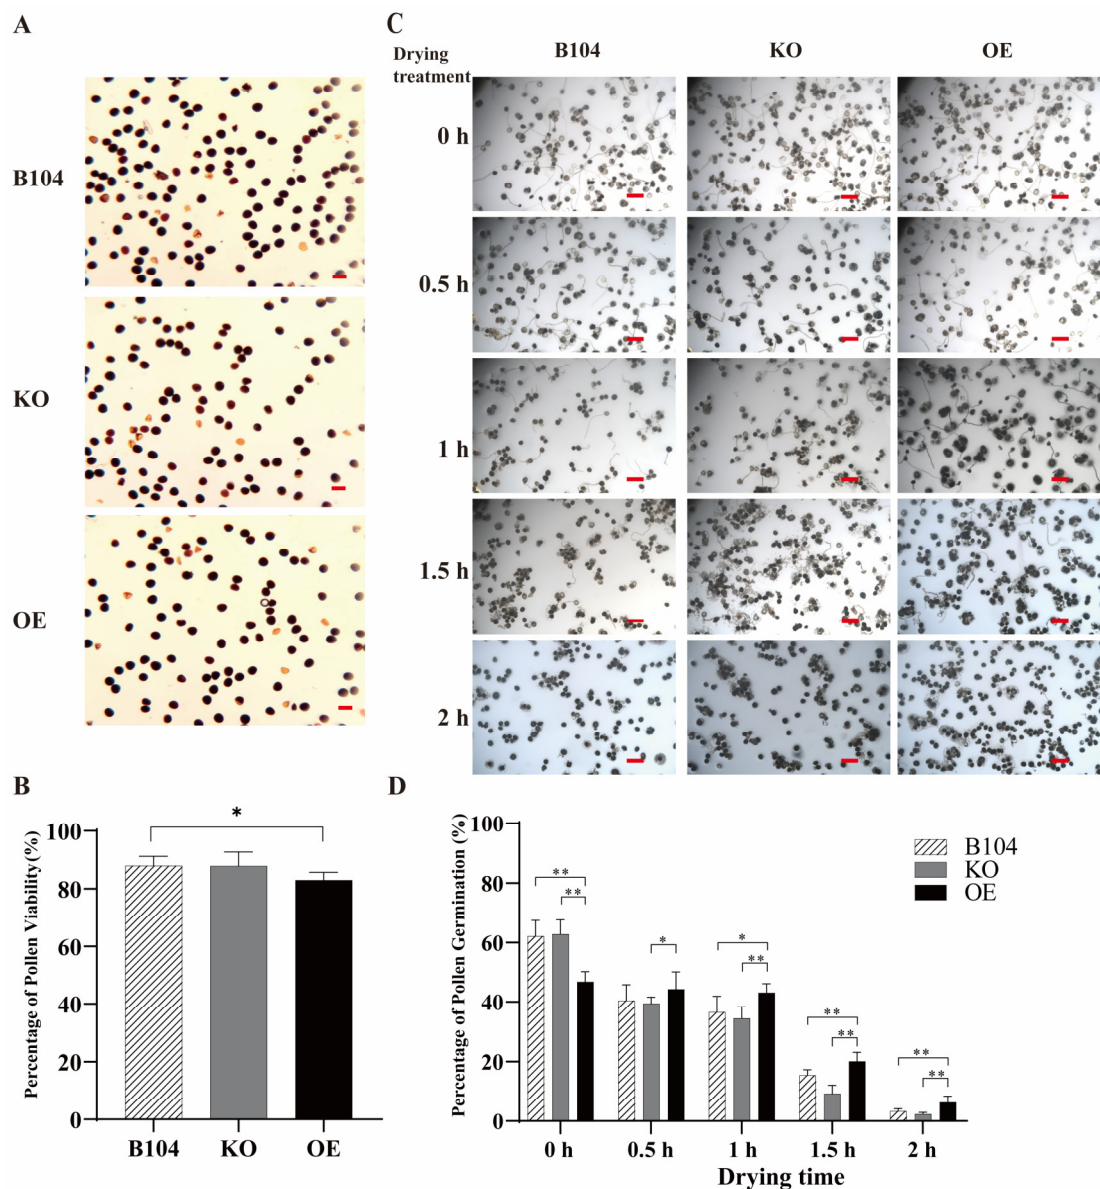 A
B104
KO
OE
C
Drying
treatment
B104
KO
OE
0 h
0.5 h
1 h
1.5 h
2 h
B
Percentage of Pollen Viability(%)
100
80
60
40
20
0
*
B104
KO
OE
D
Percentage of Pollen Germination (%)
100
80
60
40
20
0
B104
KO
OE
**
**
*
*
**
**
**
**
**
0 h
0.5 h
1 h
1.5 h
2 h
Drying time